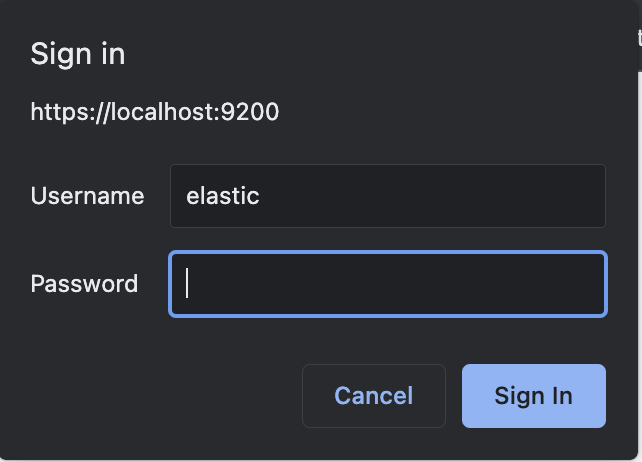 Sign in
https://localhost:9200
Username elastic
Password
Cancel Sign In